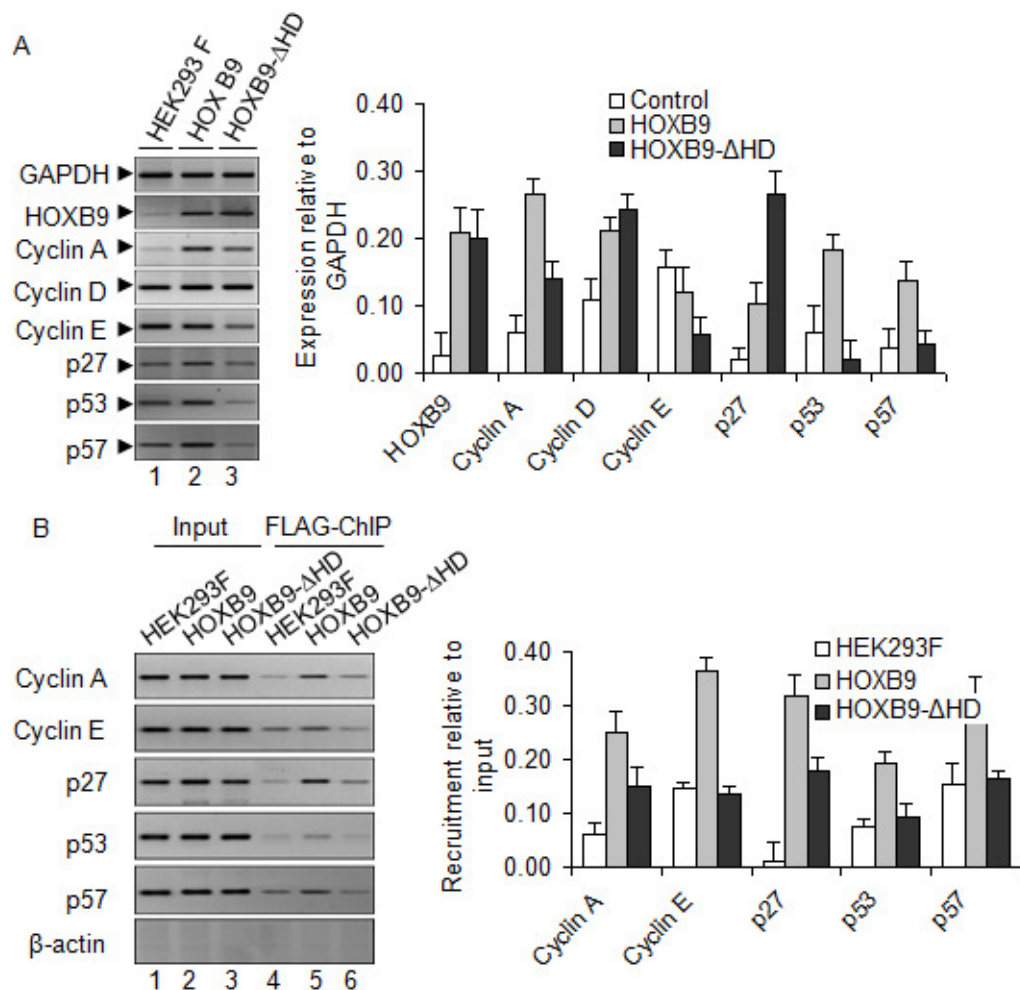 A
HEK293 F
HOX B9
HOXB9-ΔHD
GAPDH
HOXB9
Cyclin A
Cyclin D
Cyclin E
p27
p53
p57
1 2 3
Expression relative to
GAPDH
0.40
0.30
0.20
0.10
0.00
Control
HOXB9
HOXB9-ΔHD
HOXB9
Cyclin A
Cyclin D
Cyclin E
p27
p53
p57
B
Input FLAG-ChIP
HEK293F
HOXB9
HOXB9-ΔHD
HEK293F
HOXB9
HOXB9-ΔHD
Cyclin A
Cyclin E
p27
p53
p57
β-actin
1 2 3 4 5 6
Recruitment relative to
input
0.40
0.30
0.20
0.10
0.00
HEK293F
HOXB9
HOXB9-ΔHD
Cyclin A
Cyclin E
p27
p53
p57